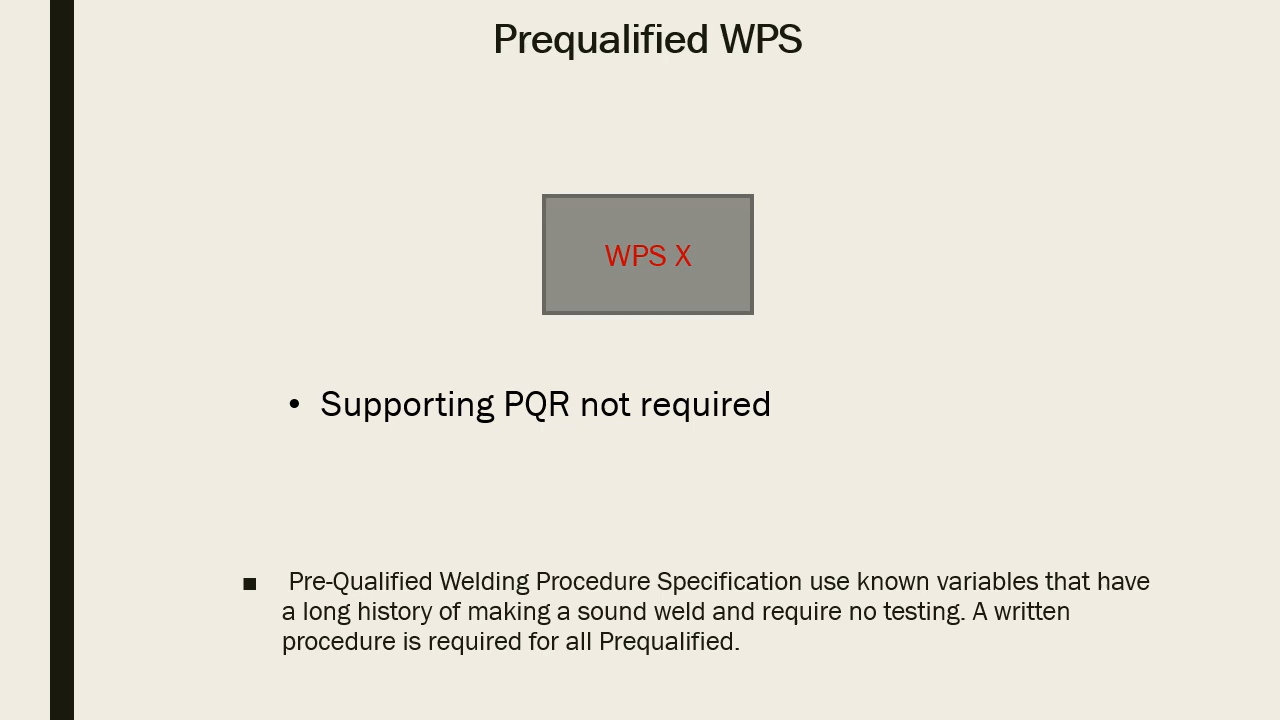 Prequalified WPS
WPS X
• Supporting PQR not required
■ Pre-Qualified Welding Procedure Specification use known variables that have
a long history of making a sound weld and require no testing. A written
procedure is required for all Prequalified.